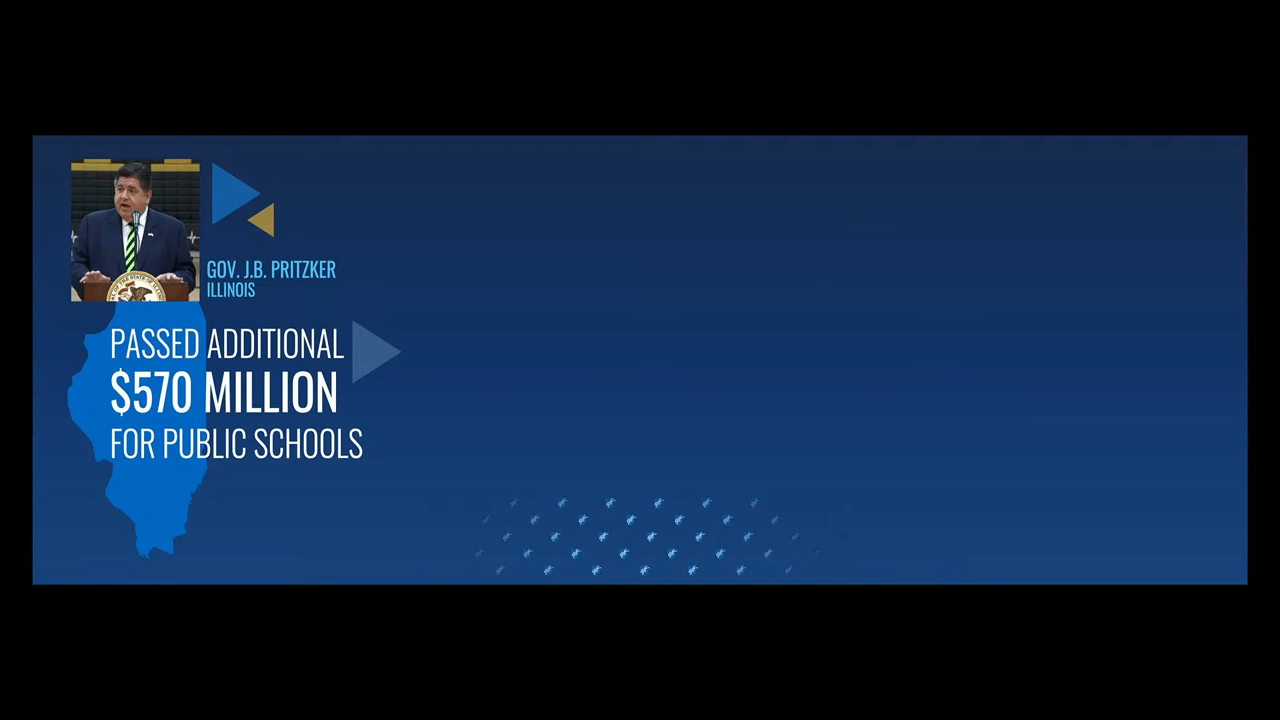 GOV. J.B. PRITZKER
ILLINOIS
PASSED ADDITIONAL
$570 MILLION
FOR PUBLIC SCHOOLS